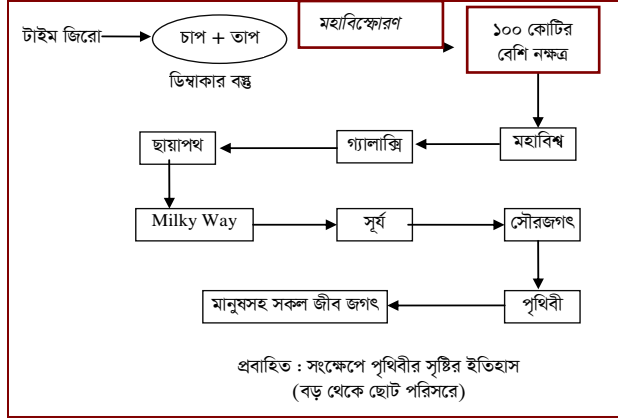 টাইম জিরো
চাপ + তাপ
মহাবিস্ফোরণ
১০০ কোটির
বেশি নক্ষত্র
ডিম্বাকার বস্তু
মহাবিশ্ব
গ্যালাক্সি
ছায়াপথ
Milky Way
সূর্য
সৌরজগৎ
পৃথিবী
মানুষসহ সকল জীব জগৎ
প্রবাহিত : সংক্ষেপে পৃথিবীর সৃষ্টির ইতিহাস
(বড় থেকে ছোট পরিসরে)